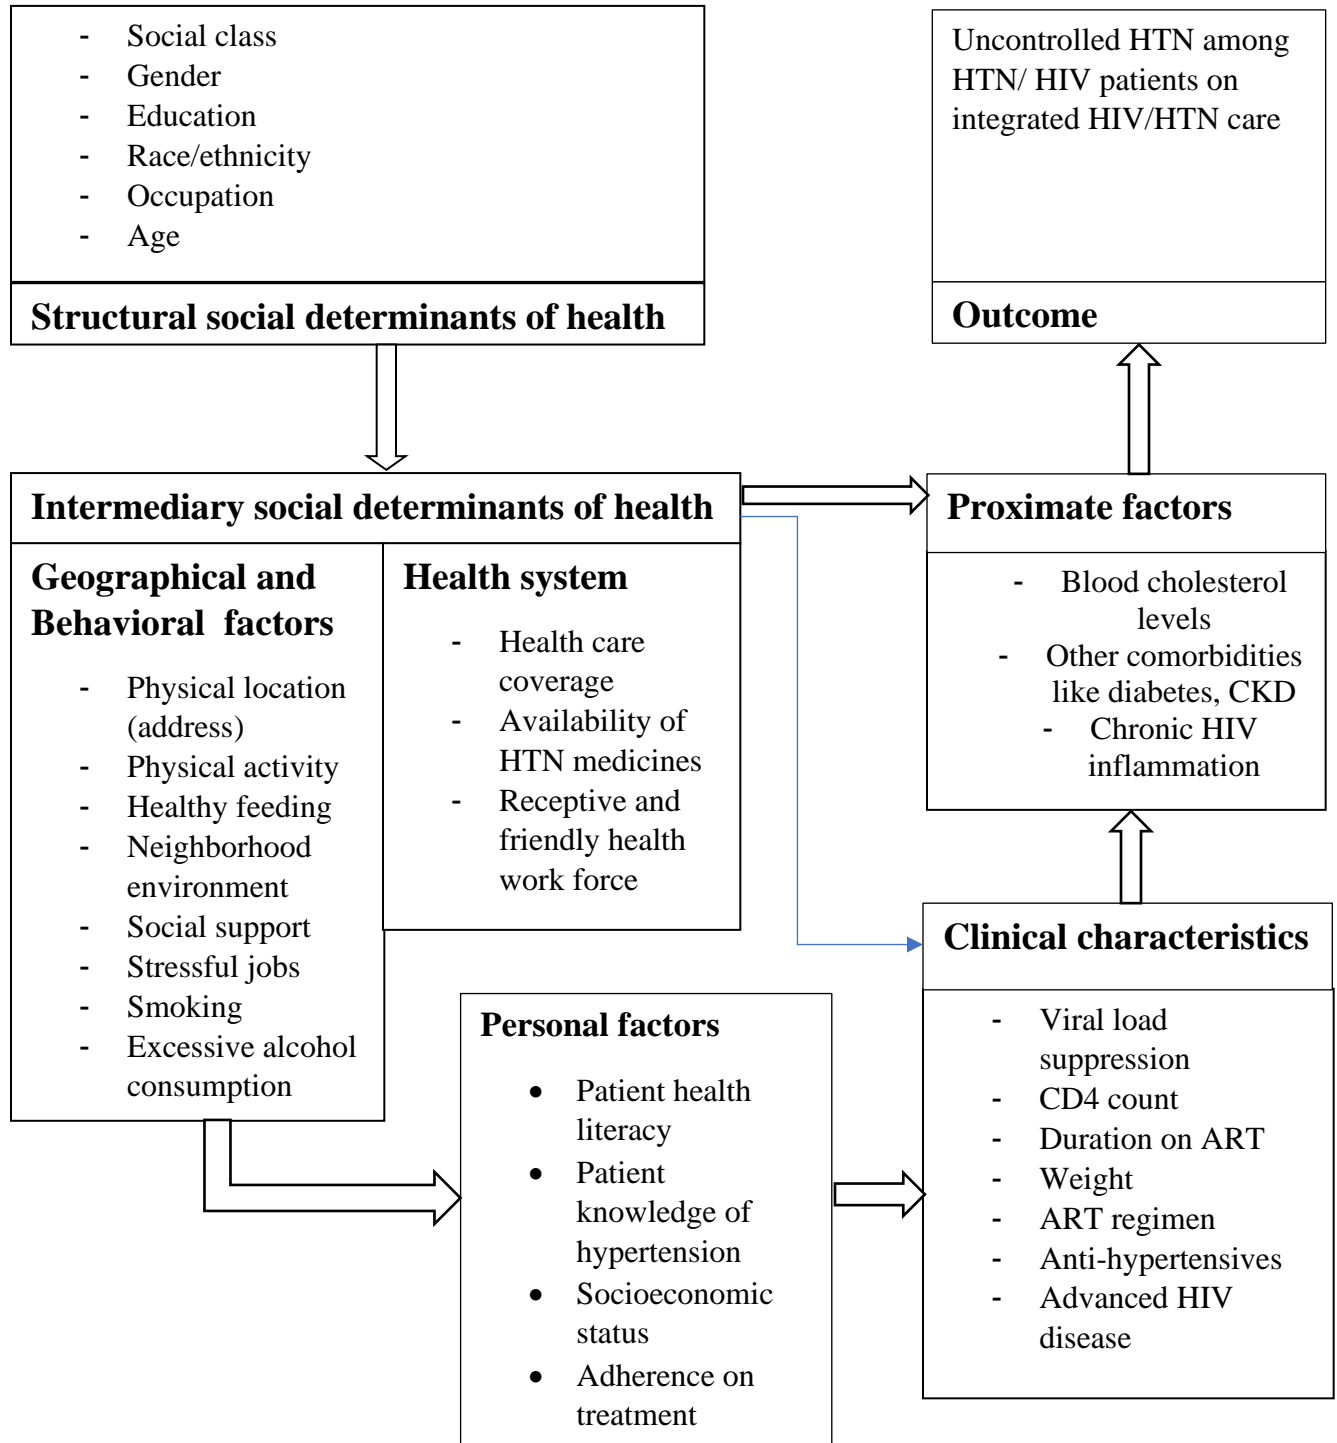 - Social class
- Gender
- Education
- Race/ethnicity
- Occupation
- Age
Structural social determinants of health
Uncontrolled HTN among
HTN/ HIV patients on
integrated HIV/HTN care
Outcome
Intermediary social determinants of health
Geographical and
Behavioral factors
- Physical location
(address)
- Physical activity
- Healthy feeding
- Neighborhood
environment
- Social support
- Stressful jobs
- Smoking
- Excessive alcohol
consumption
Health system
- Health care
coverage
- Availability of
HTN medicines
- Receptive and
friendly health
work force
Proximate factors
- Blood cholesterol
levels
- Other comorbidities
like diabetes, CKD
- Chronic HIV
inflammation
Personal factors
• Patient health
literacy
• Patient
knowledge of
hypertension
• Socioeconomic
status
• Adherence on
treatment
Clinical characteristics
- Viral load
suppression
- CD4 count
- Duration on ART
- Weight
- ART regimen
- Anti-hypertensives
- Advanced HIV
disease